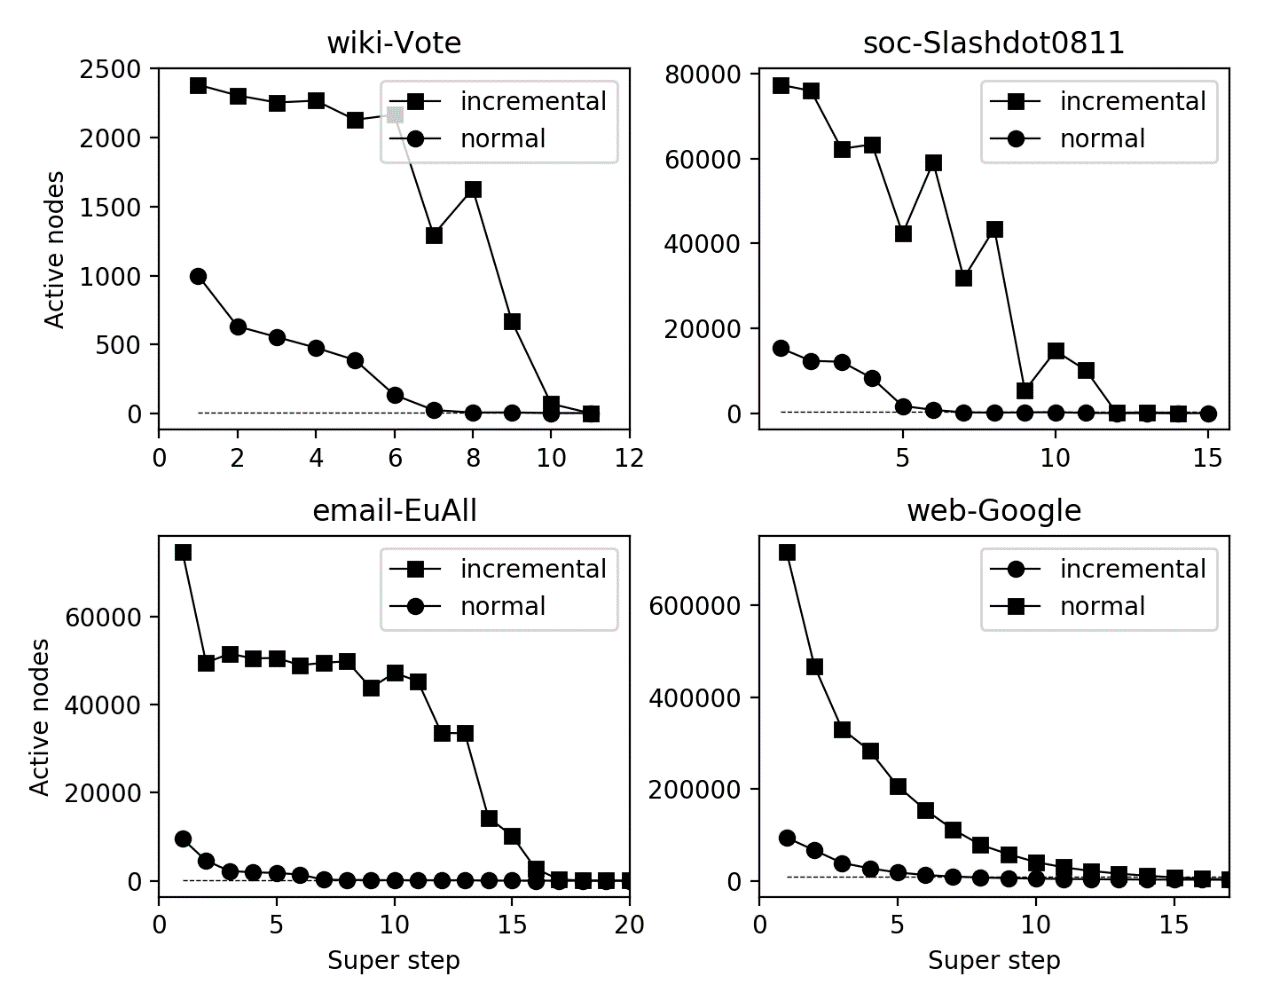 wiki-Vote
2500
2000
1500
1000
500
0
Active nodes
0 2 4 6 8 10 12
incremental
normal
soc-Slashdot0811
80000
60000
40000
20000
0
5 10 15
incremental
normal
email-EuAll
60000
40000
20000
0
Active nodes
0 5 10 15 20
Super step
incremental
normal
web-Google
600000
400000
200000
0
0 5 10 15
Super step
incremental
normal